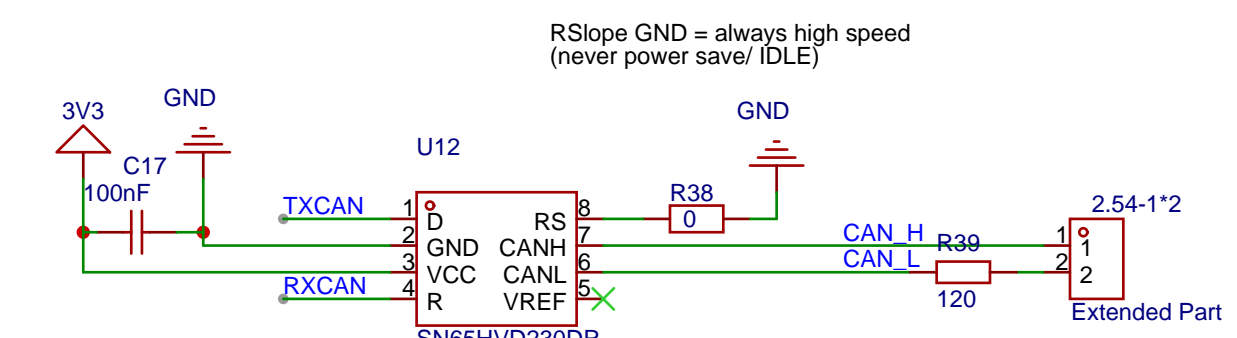 RSlope GND = always high speed
(never power save/ IDLE)
3V3
GND
GND
U12
C17
100nF
TXCAN
RXCAN
1
2
3
4
D
GND
VCC
R
RS
CANH
CANL
VREF
8
7
6
5
R38
0
CAN_H
CAN_L
R39
120
2.54-1*2
1
2
1
2
Extended Part
SN65HVD230DR